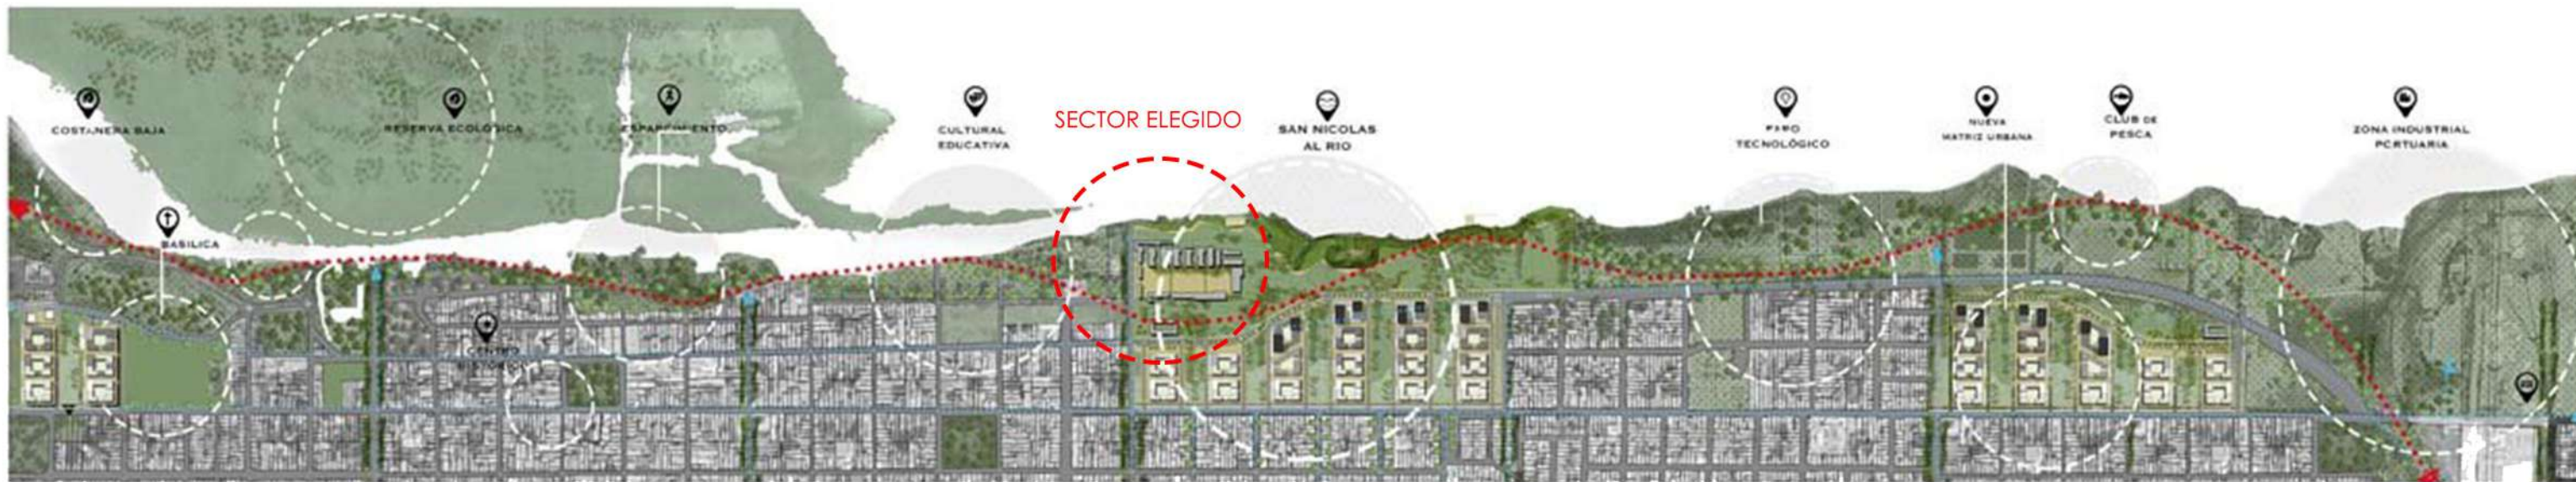 COSTANERA BAJA
RESERVA ECOLÓGICA
ESPARCIMIENTO
CULTURAL
EDUCATIVA
SECTOR ELEGIDO
SAN NICOLAS
AL RIO
TECNOLÓGICO
NUEVA
MATRIZ URBANA
CLUB DE
PESCA
ZONA INDUSTRIAL
PORTUARIA
BASILICA
CENTRO